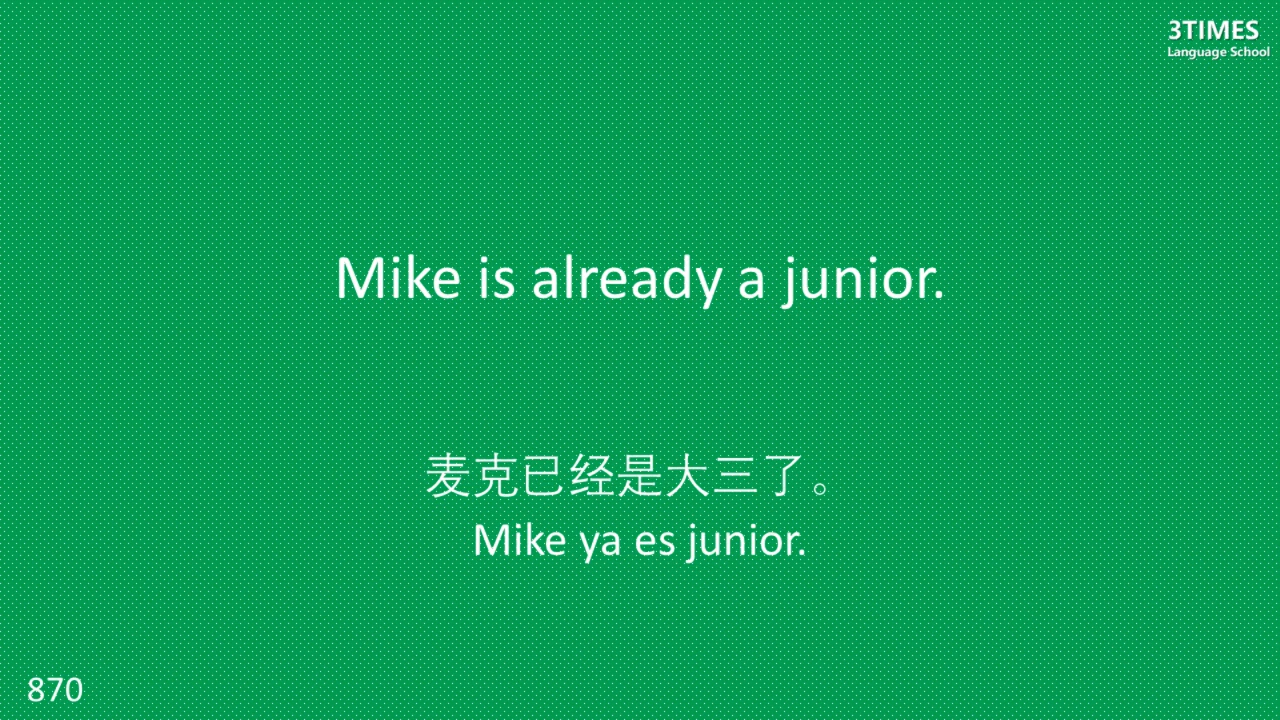 3TIMES
Language School
Mike is already a junior.
麦克已经是大三了。
Mike ya es junior.
870